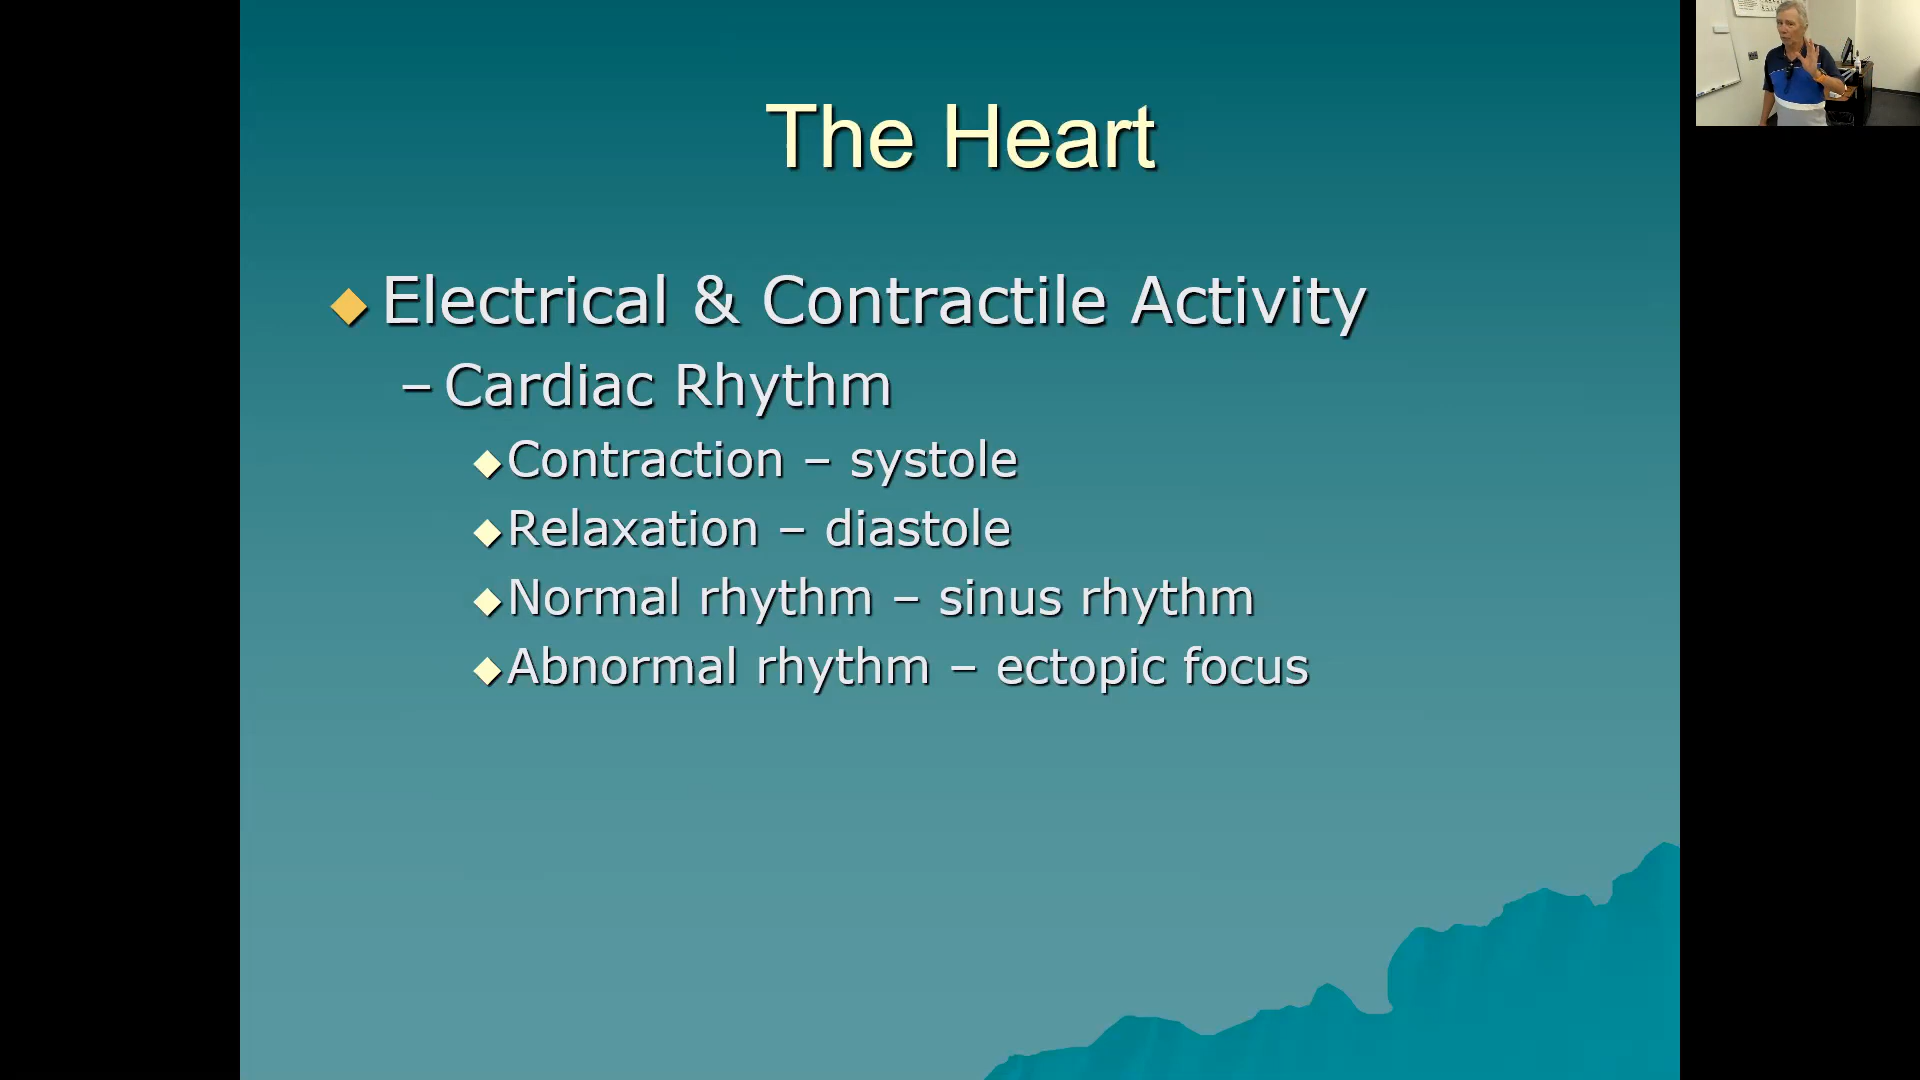 The Heart
Electrical & Contractile Activity
– Cardiac Rhythm
Contraction – systole
Relaxation – diastole
Normal rhythm – sinus rhythm
Abnormal rhythm – ectopic focus